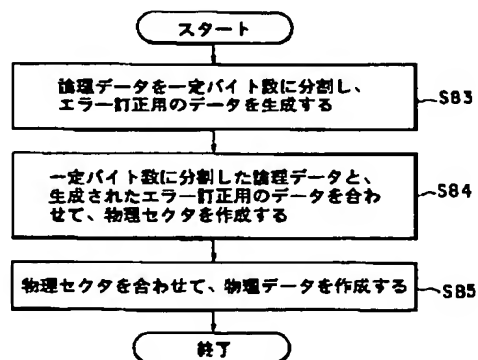 スタート
論理データを一定バイト数に分割し、
エラー訂正用のデータを生成する
SB3
一定バイト数に分割した論理データと、
生成されたエラー訂正用のデータを合わ
せて、物理セクタを作成する
SB4
物理セクタを合わせて、物理データを作成する
SB5
終了